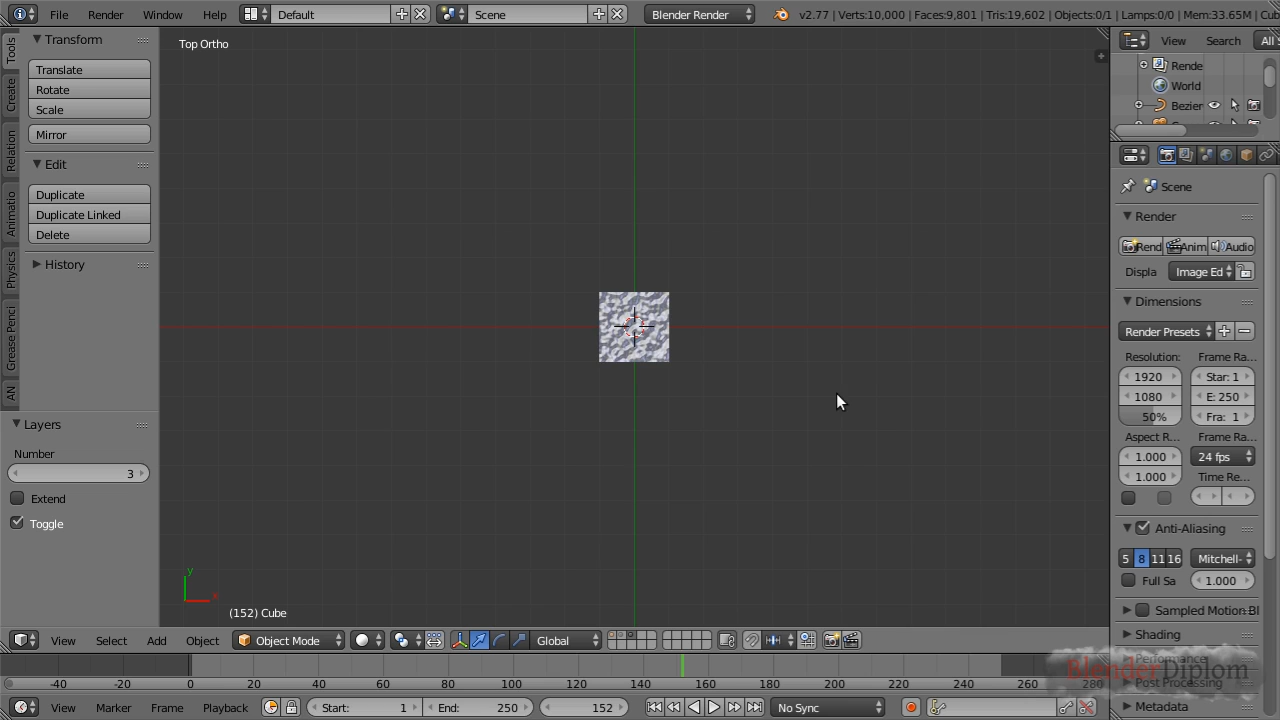 File Render Window Help Default Scene Blender Render v2.77 | Verts:10,000 | Faces:9,801 | Tris:19,602 | Objects:0/1 | Lamps:0/0 | Mem:33.65M | Cub
Tools
Create
Relation
Animatio
Physics
Grease Penci
AN
Transform
Translate
Rotate
Scale
Mirror
Edit
Duplicate
Duplicate Linked
Delete
History
Layers
Number
3
Extend
Toggle
Top Ortho
y
x
(152) Cube
View Search All S
Rende
World
Bezier
Scene
Render
Rend Anim Audio
Displa Image Ed
Dimensions
Render Presets
Resolution: Frame Ra...
1920 Star: 1
1080 E: 250
50% Fra: 1
Aspect R... Frame Ra...
1.000 24 fps
1.000 Time Re...
Anti-Aliasing
5 8 11 16 Mitchell-
Full Sa 1.000
Sampled Motion Bl
Shading
Performance
Post Processing
Metadata
BlenderDiplom
View Select Add Object Object Mode Global
-40 -20 0 20 40 60 80 100 120 140 160 180 200 220 240 260 280
View Marker Frame Playback Start: 1 End: 250 152 No Sync